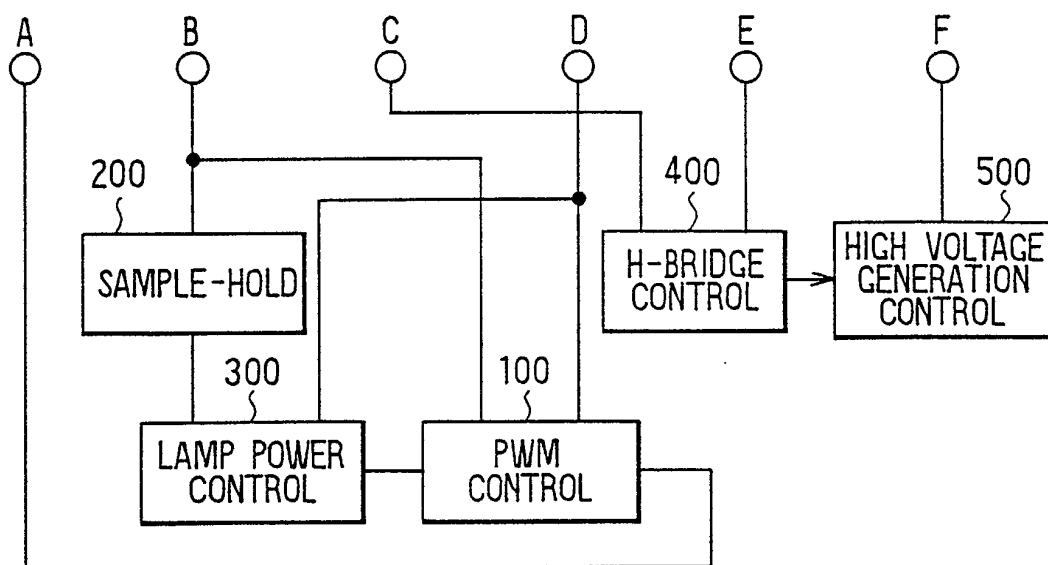 A B C D E F
200
SAMPLE-HOLD
400
H-BRIDGE
CONTROL
500
HIGH VOLTAGE
GENERATION
CONTROL
300
LAMP POWER
CONTROL
100
PWM
CONTROL